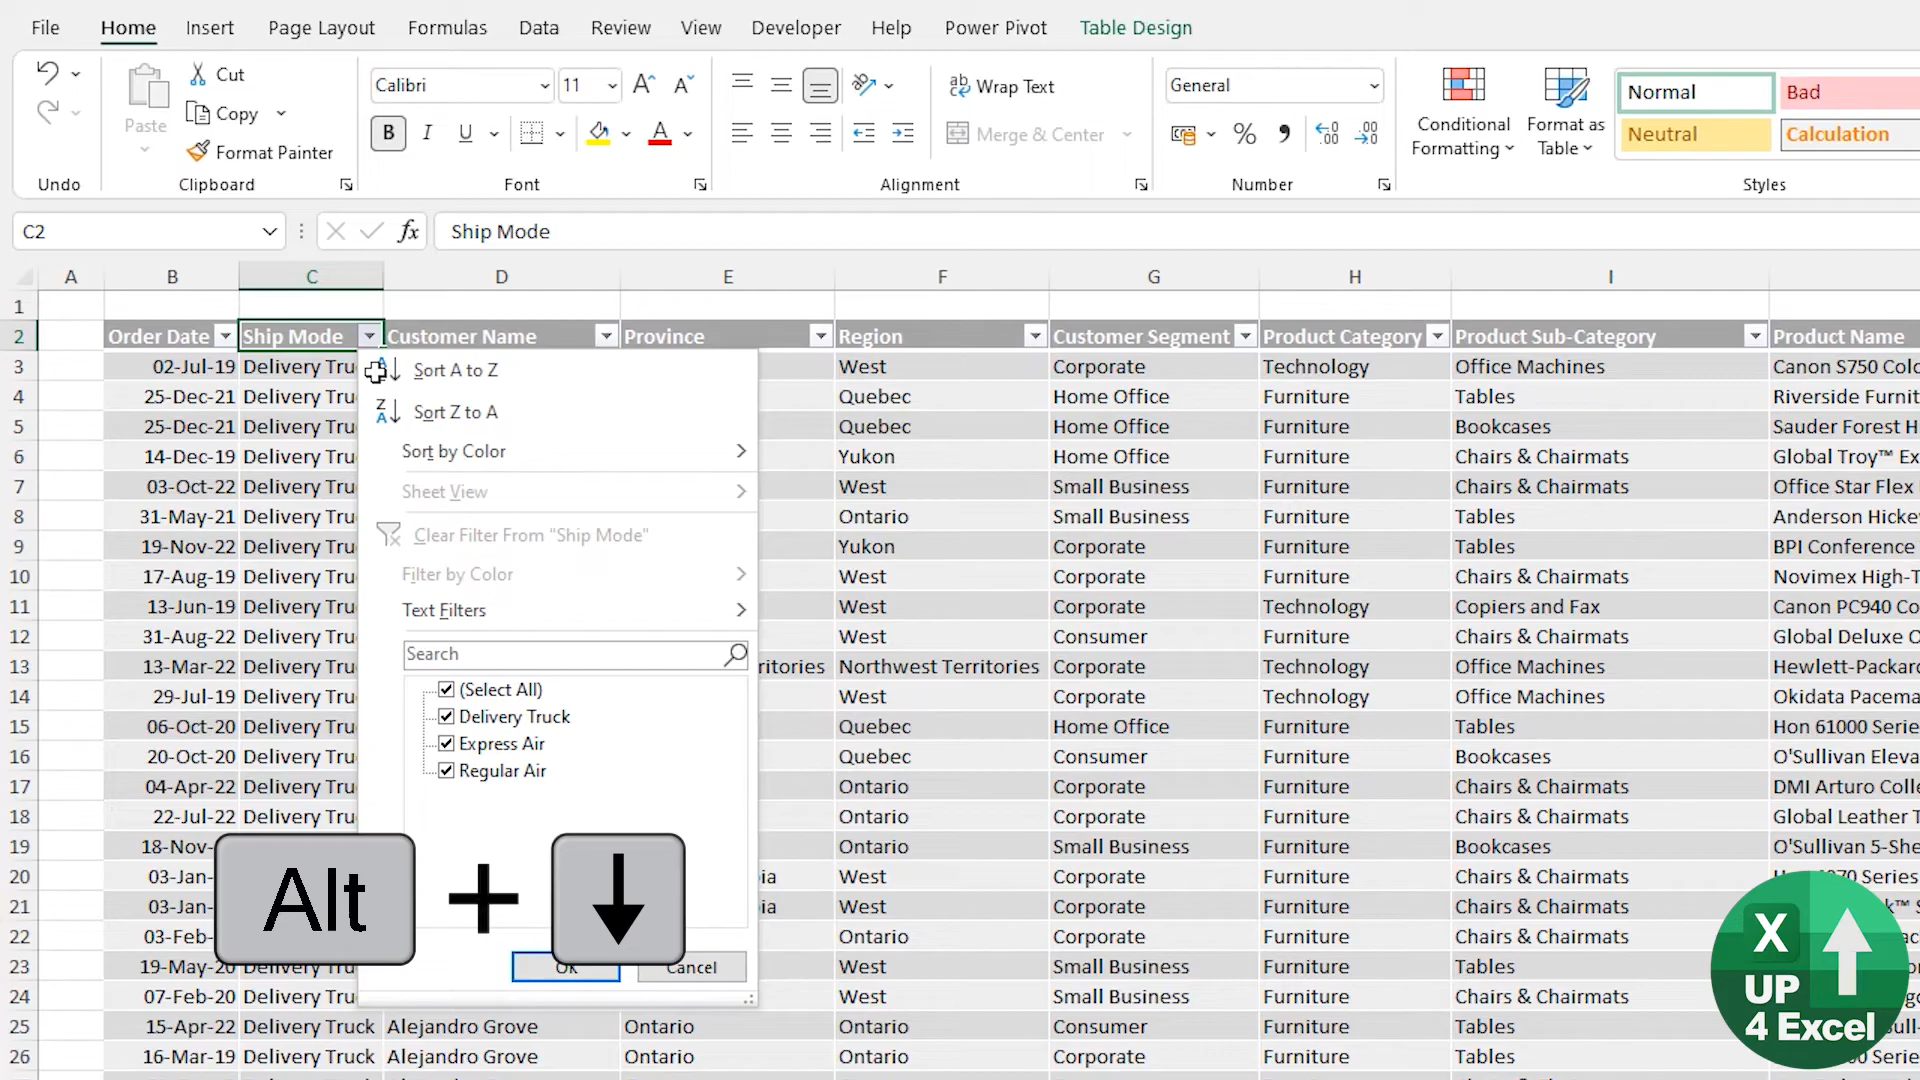 File Home Insert Page Layout Formulas Data Review View Developer Help Power Pivot Table Design
Paste Cut Copy Format Painter
Calibri 11
B I U A
Wrap Text
Merge & Center
General
Conditional Formatting
Format as Table
Normal Bad
Neutral Calculation
Undo Clipboard Font Alignment Number Styles
C2 fx Ship Mode
A B C D E F G H I
1
2 Order Date Ship Mode Customer Name Province Region Customer Segment Product Category Product Sub-Category Product Name
3 02-Jul-19 Delivery Tru West Corporate Technology Office Machines Canon S750 Colo
4 25-Dec-21 Delivery Tru Quebec Home Office Furniture Tables Riverside Furnit
5 25-Dec-21 Delivery Tru Quebec Home Office Furniture Bookcases Sauder Forest H
6 14-Dec-19 Delivery Tru Yukon Home Office Furniture Chairs & Chairmats Global Troy™ Ex
7 03-Oct-22 Delivery Tru West Small Business Furniture Chairs & Chairmats Office Star Flex
8 31-May-21 Delivery Tru Ontario Small Business Furniture Tables Anderson Hickey
9 19-Nov-22 Delivery Tru Yukon Corporate Furniture Tables BPI Conference
10 17-Aug-19 Delivery Tru West Corporate Furniture Chairs & Chairmats Novimex High-T
11 13-Jun-19 Delivery Tru West Corporate Technology Copiers and Fax Canon PC940 Co
12 31-Aug-22 Delivery Tru West Consumer Furniture Chairs & Chairmats Global Deluxe O
13 13-Mar-22 Delivery Tru ritories Northwest Territories Corporate Technology Office Machines Hewlett-Packar
14 29-Jul-19 Delivery Tru West Corporate Technology Office Machines Okidata Pacema
15 06-Oct-20 Delivery Tru Quebec Home Office Furniture Tables Hon 61000 Series
16 20-Oct-20 Delivery Tru Quebec Consumer Furniture Bookcases O'Sullivan Eleva
17 04-Apr-22 Delivery Tru Ontario Corporate Furniture Chairs & Chairmats DMI Arturo Colle
18 22-Jul-22 Delivery Tru Ontario Corporate Furniture Chairs & Chairmats Global Leather T
19 18-Nov- Ontario Small Business Furniture Bookcases O'Sullivan 5-She
20 03-Jan- ia West Corporate Furniture Chairs & Chairmats Series
21 03-Jan- ia West Corporate Furniture Chairs & Chairmats
22 03-Feb- Ontario Corporate Furniture Chairs & Chairmats
23 19-May-20 Delivery Tru West Small Business Furniture Tables
24 07-Feb-20 Delivery Tru West Small Business Furniture Chairs & Chairmats
25 15-Apr-22 Delivery Truck Alejandro Grove Ontario Ontario Consumer Furniture Tables
26 16-Mar-19 Delivery Truck Alejandro Grove Ontario Ontario Corporate Furniture Tables
Sort A to Z
Sort Z to A
Sort by Color
Sheet View
Clear Filter From "Ship Mode"
Filter by Color
Text Filters
Search
(Select All)
Delivery Truck
Express Air
Regular Air
OK Cancel
Alt + ↓
X
UP
4 Excel